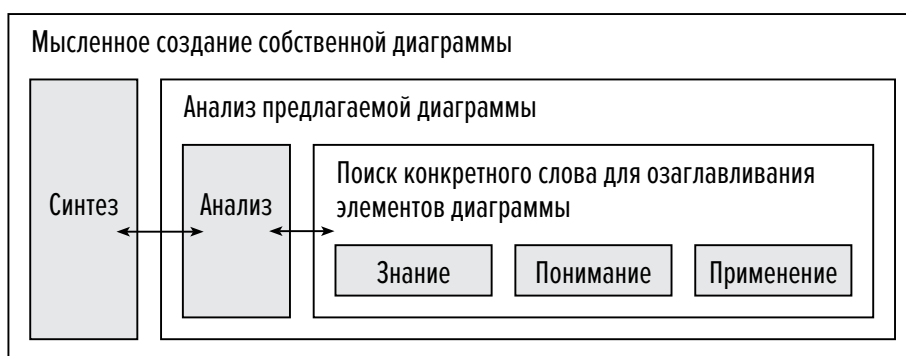 Мысленное создание собственной диаграммы
Анализ предлагаемой диаграммы
Поиск конкретного слова для озаглавливания
элементов диаграммы
Синтез
Анализ
Знание
Понимание
Применение